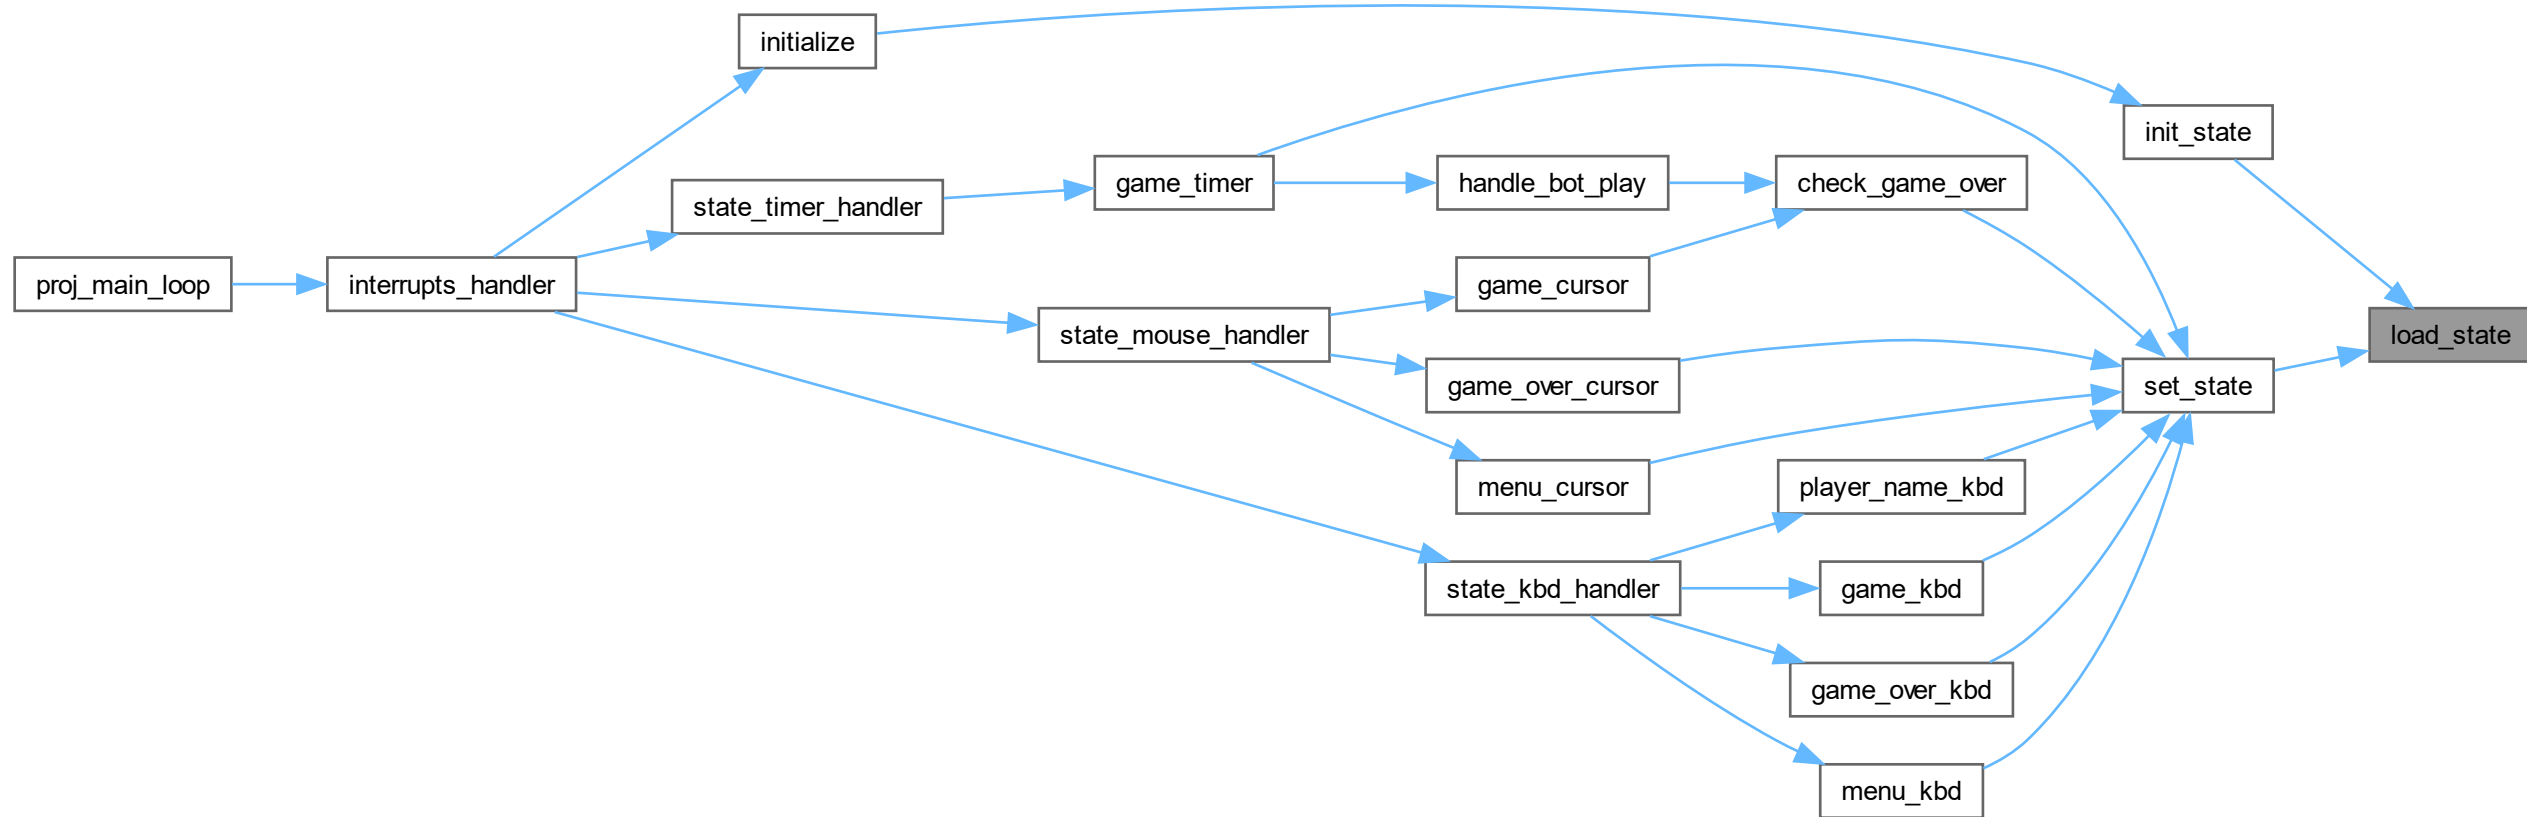 initialize
init_state
game_timer
handle_bot_play
check_game_over
state_timer_handler
proj_main_loop
interrupts_handler
game_cursor
state_mouse_handler
load_state
game_over_cursor
set_state
menu_cursor
player_name_kbd
state_kbd_handler
game_kbd
game_over_kbd
menu_kbd